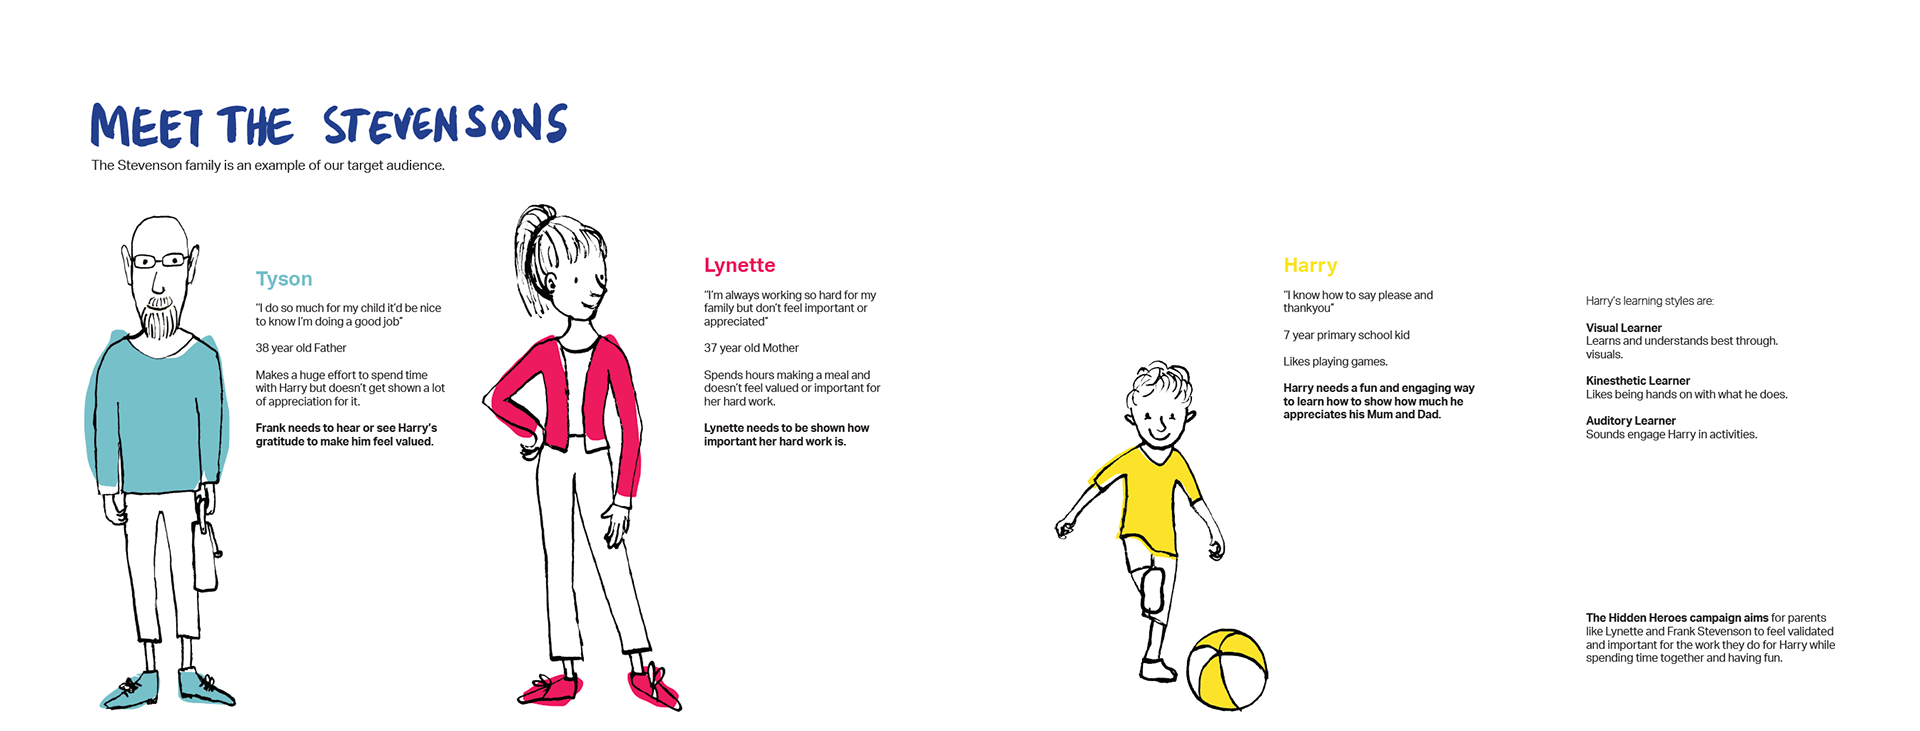 MEET THE STEVENSONS
The Stevenson family is an example of our target audience.
Tyson
“I do so much for my child it’d be nice
to know I’m doing a good job”
38 year old Father
Makes a huge effort to spend time
with Harry but doesn’t get shown a lot
of appreciation for it.
Frank needs to hear or see Harry’s
gratitude to make him feel valued.
Lynette
“I’m always working so hard for my
family but don’t feel important or
appreciated”
37 year old Mother
Spends hours making a meal and
doesn’t feel valued or important for
her hard work.
Lynette needs to be shown how
important her hard work is.
Harry
“I know how to say please and
thankyou”
7 year primary school kid
Likes playing games.
Harry needs a fun and engaging way
to learn how to show how much he
appreciates his Mum and Dad.
Harry’s learning styles are:
Visual Learner
Learns and understands best through.
visuals.
Kinesthetic Learner
Likes being hands on with what he does.
Auditory Learner
Sounds engage Harry in activities.
The Hidden Heroes campaign aims for parents
like Lynette and Frank Stevenson to feel validated
and important for the work they do for Harry while
spending time together and having fun.